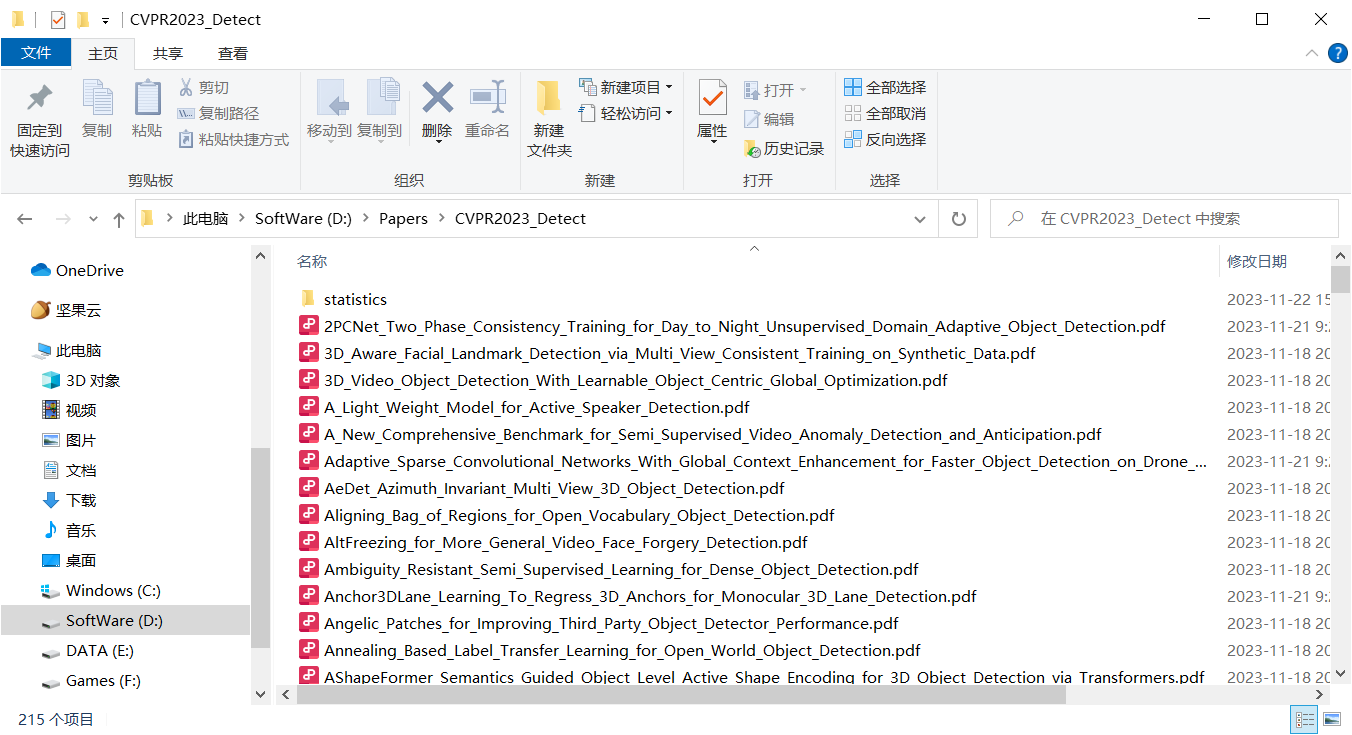 CVPR2023_Detect
文件 主页 共享 查看
固定到
快速访问
复制
粘贴
剪切
复制路径
粘贴快捷方式
剪贴板
移动到
复制到
删除
重命名
组织
新建
文件夹
新建项目
轻松访问
新建
属性
打开
编辑
历史记录
打开
全部选择
全部取消
反向选择
选择
此电脑 SoftWare (D:) Papers CVPR2023_Detect
在 CVPR2023_Detect 中搜索
OneDrive
坚果云
此电脑
3D 对象
视频
图片
文档
下载
音乐
桌面
Windows (C:)
SoftWare (D:)
DATA (E:)
Games (F:)
名称 修改日期
statistics 2023-11-22 15
2PCNet_Two_Phase_Consistency_Training_for_Day_to_Night_Unsupervised_Domain_Adaptive_Object_Detection.pdf 2023-11-21 9:2
3D_Aware_Facial_Landmark_Detection_via_Multi_View_Consistent_Training_on_Synthetic_Data.pdf 2023-11-18 20
3D_Video_Object_Detection_With_Learnable_Object_Centric_Global_Optimization.pdf 2023-11-18 20
A_Light_Weight_Model_for_Active_Speaker_Detection.pdf 2023-11-18 20
A_New_Comprehensive_Benchmark_for_Semi_Supervised_Video_Anomaly_Detection_and_Anticipation.pdf 2023-11-18 20
Adaptive_Sparse_Convolutional_Networks_With_Global_Context_Enhancement_for_Faster_Object_Detection_on_Drone_... 2023-11-21 9:2
AeDet_Azimuth_Invariant_Multi_View_3D_Object_Detection.pdf 2023-11-18 20
Aligning_Bag_of_Regions_for_Open_Vocabulary_Object_Detection.pdf 2023-11-18 20
AltFreezing_for_More_General_Video_Face_Forgery_Detection.pdf 2023-11-18 20
Ambiguity_Resistant_Semi_Supervised_Learning_for_Dense_Object_Detection.pdf 2023-11-18 20
Anchor3DLane_Learning_To_Regress_3D_Anchors_for_Monocular_3D_Lane_Detection.pdf 2023-11-21 9:2
Angelic_Patches_for_Improving_Third_Party_Object_Detector_Performance.pdf 2023-11-18 20
Annealing_Based_Label_Transfer_Learning_for_Open_World_Object_Detection.pdf 2023-11-18 20
AShapeFormer_Semantics_Guided_Object_Level_Active_Shape_Encoding_for_3D_Object_Detection_via_Transformers.pdf 2023-11-18 20
215 个项目